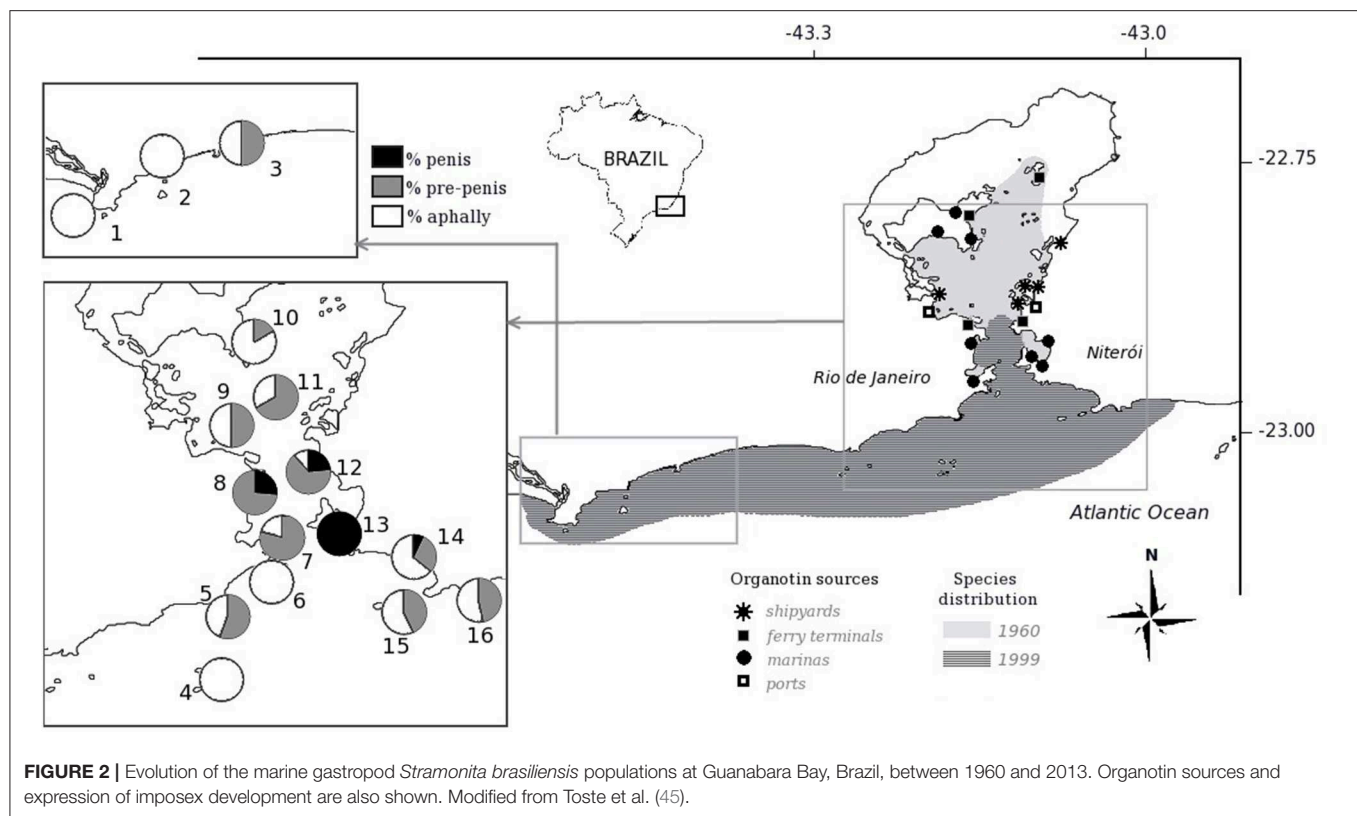 -43.3
-43.0
-22.75
-23.00
1
2
3
% penis
% pre-penis
% aphally
BRAZIL
10
11
9
12
8
13
14
7
5
6
15
16
4
Rio de Janeiro
Niterói
Atlantic Ocean
N
Organotin sources
shipyards
ferry terminals
marinas
ports
Species
distribution
1960
1999
FIGURE 2 | Evolution of the marine gastropod Stramonita brasiliensis populations at Guanabara Bay, Brazil, between 1960 and 2013. Organotin sources and
expression of imposex development are also shown. Modified from Toste et al. (45).